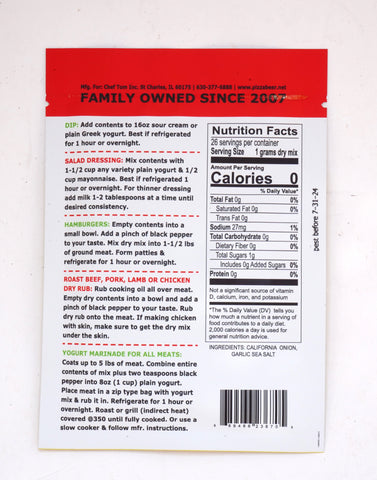 Mfg. For: Chef Tom Inc. St Charles, IL 60175 | 630-377-8888 | www.pizzabear.net
FAMILY OWNED SINCE 2007
DIP: Add contents to 16oz sour cream or
plain Greek yogurt. Best if refrigerated
for 1 hour or overnight.
SALAD DRESSING: Mix contents with
1-1/2 cup any variety plain yogurt & 1/2
cup mayonnaise. Best if refrigerated 1
hour or overnight. For thinner dressing
add milk 1-2 tablespoons at a time until
desired consistency.
HAMBURGERS: Empty contents into a
small bowl. Add a pinch of black pepper
to your taste. Mix dry mix into 1-1/2 lbs
of ground meat. Form patties &
refrigerate for 1 hour or overnight.
ROAST BEEF, PORK, LAMB OR CHICKEN
DRY RUB: Rub cooking oil all over meat.
Empty dry contents into a bowl and add a
pinch of black pepper to your taste. Rub
dry rub onto the meat. If making chicken
with skin, make sure to get the dry mix
under the skin.
YOGURT MARINADE FOR ALL MEATS:
Coats up to 5 lbs of meat. Combine entire
contents of mix plus two teaspoons black
pepper into 8oz (1 cup) plain yogurt.
Place meat in a zip type bag with yogurt
mix & rub it in. Refrigerate for 1 hour or
overnight. Roast or grill (indirect heat)
covered @350 until fully cooked. Or use a
slow cooker & follow mfr. instructions.
Nutrition Facts
26 servings per container
Serving Size 1 grams dry mix
Amount Per Serving
Calories 0
% Daily Value*
Total Fat 0g 0%
Saturated Fat 0g 0%
Trans Fat 0g
Sodium 27mg 1%
Total Carbohydrate 0g 0%
Dietary Fiber 0g 0%
Total Sugars 1g
Includes 0g Added Sugars 0%
Protein 0g 0%
Not a significant source of vitamin
D, calcium, iron, and potassium
*The % Daily Value (DV) tells you
how much a nutrient in a serving of
food contributes to a daily diet.
2,000 calories a day is used for
general nutrition advice.
INGREDIENTS: CALIFORNIA ONION,
GARLIC SEA SALT
best before 7-31-24